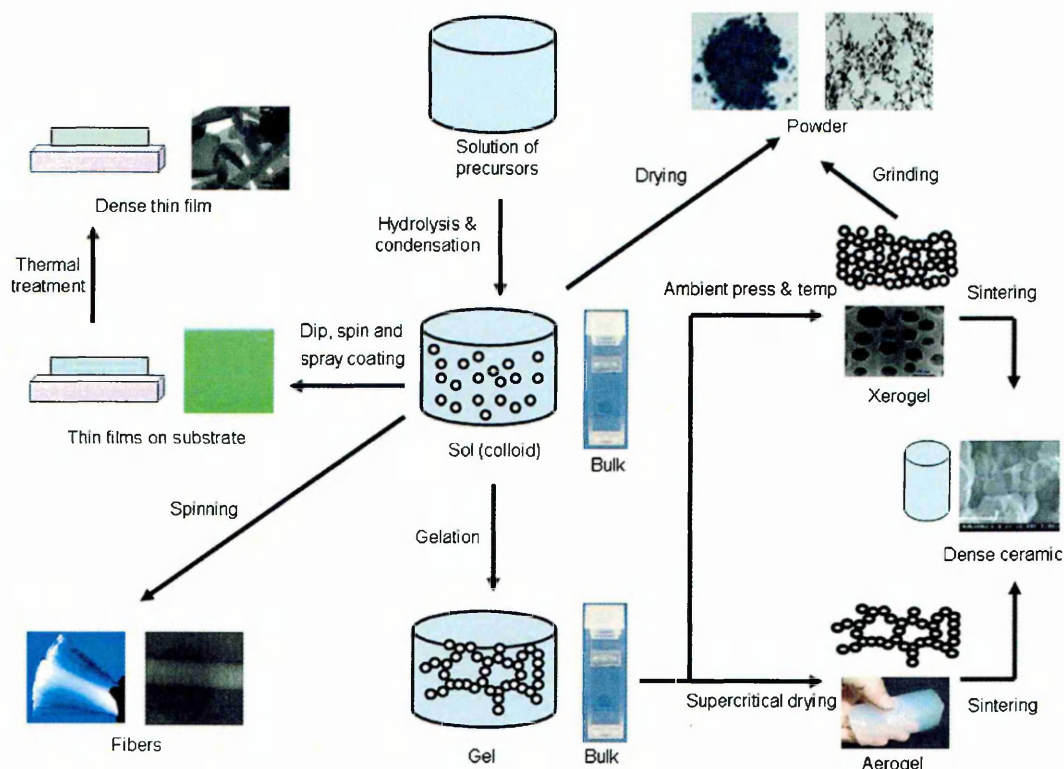 Solution of
precursors
Powder
Drying
Grinding
Dense thin film
Hydrolysis &
condensation
Thermal
treatment
Ambient press & temp
Sintering
Dip, spin and
spray coating
Xerogel
Thin films on substrate
Sol (colloid)
Bulk
Spinning
Gelation
Dense ceramic
Supercritical drying
Sintering
Fibers
Gel
Bulk
Aerogel